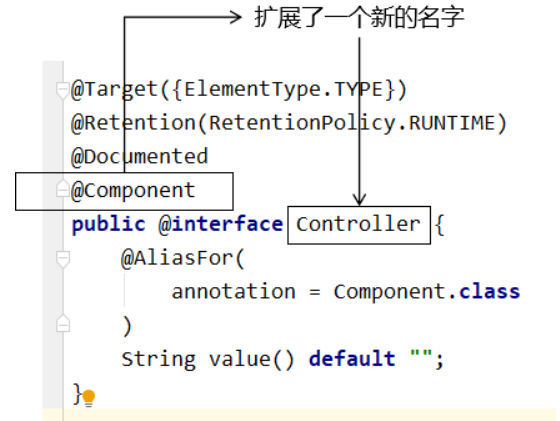 扩展了一个新的名字
@Target({ElementType.TYPE})
@Retention(RetentionPolicy.RUNTIME)
@Documented
@Component
public @interface Controller {
@AliasFor(
annotation = Component.class
)
String value() default "";
}